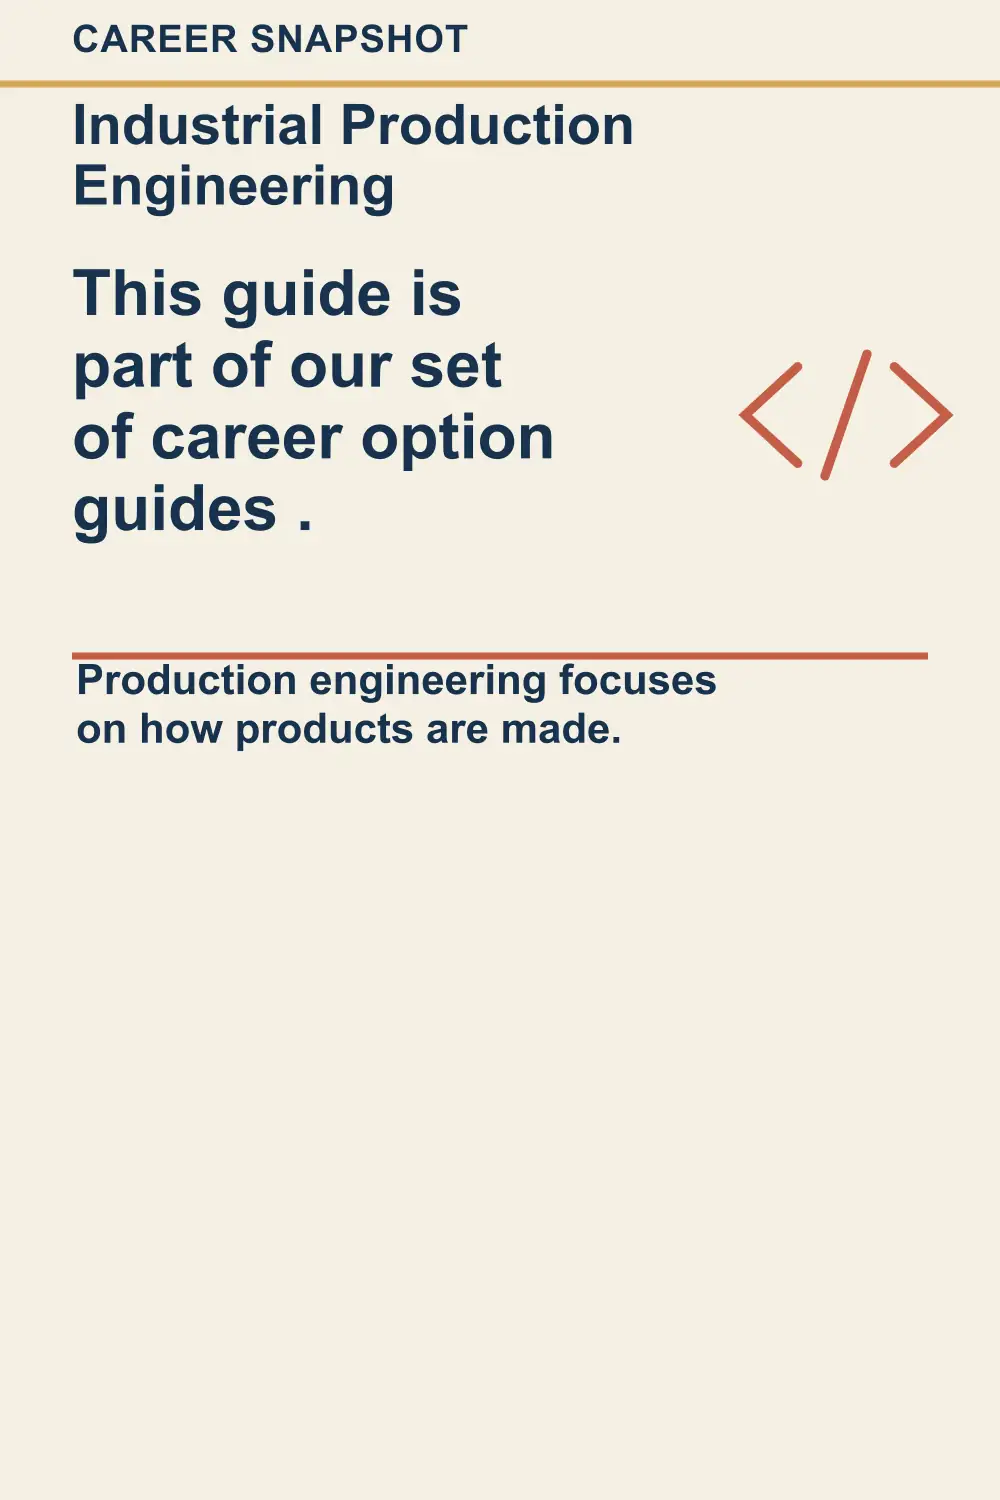 CAREER SNAPSHOT
Industrial Production
Engineering
This guide is
part of our set
of career option
guides .
Production engineering focuses
on how products are made.